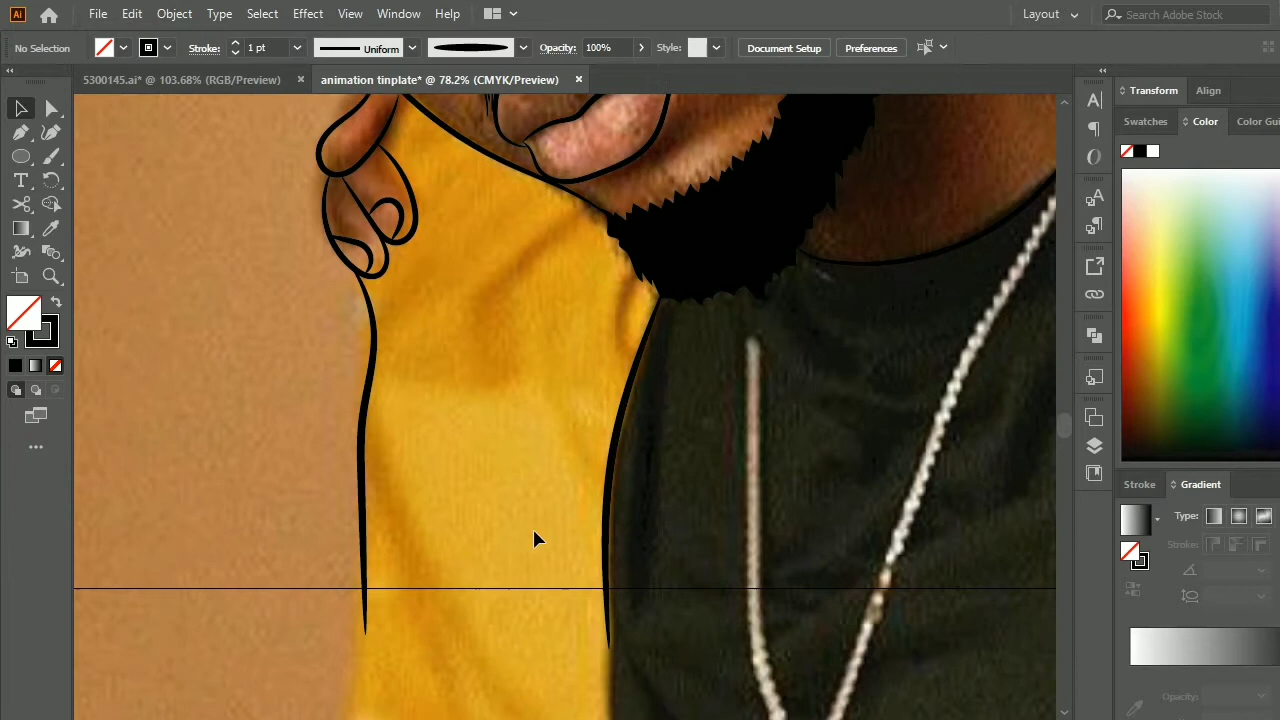 Ai File Edit Object Type Select Effect View Window Help Layout Search Adobe Stock
No Selection Stroke: 1 pt Uniform Opacity: 100% Style: Document Setup Preferences
5300145.ai* @ 103.68% (RGB/Preview) × animation tinplate* @ 78.2% (CMYK/Preview) ×
Transform Align
Swatches Color Color Gui
Stroke Gradient
Type:
Stroke:
Opacity: